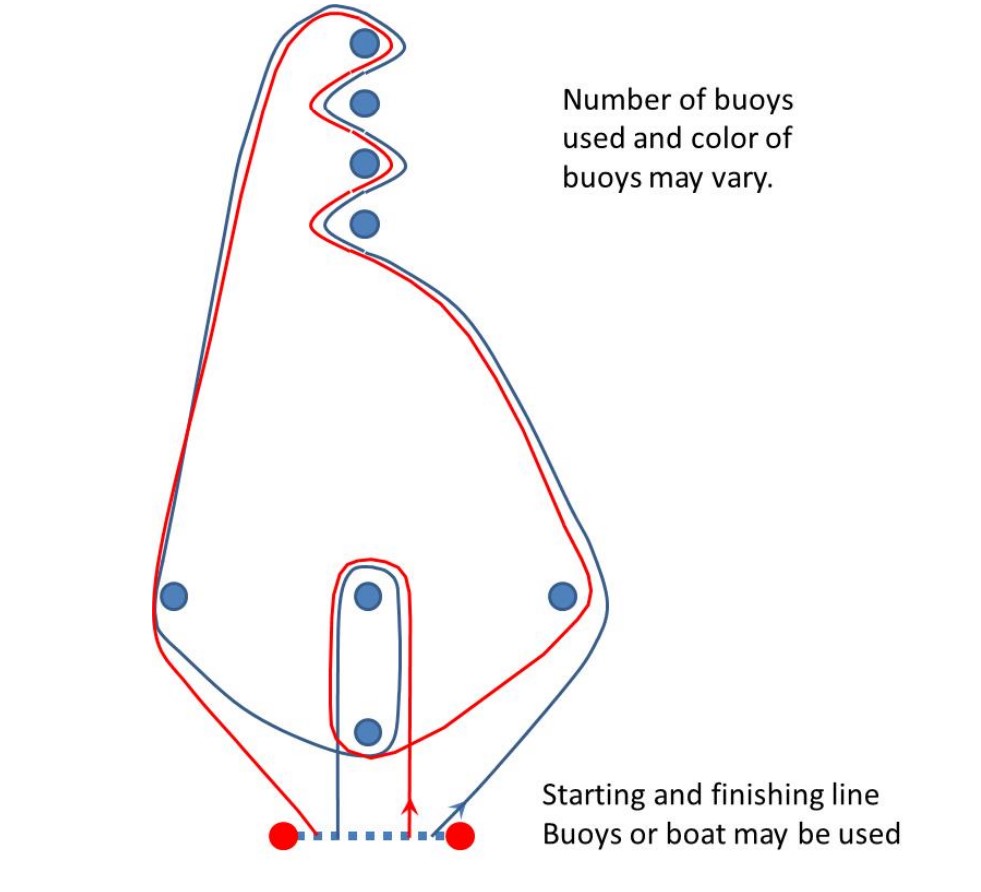 Number of buoys
used and color of
buoys may vary.
Starting and finishing line
Buoys or boat may be used